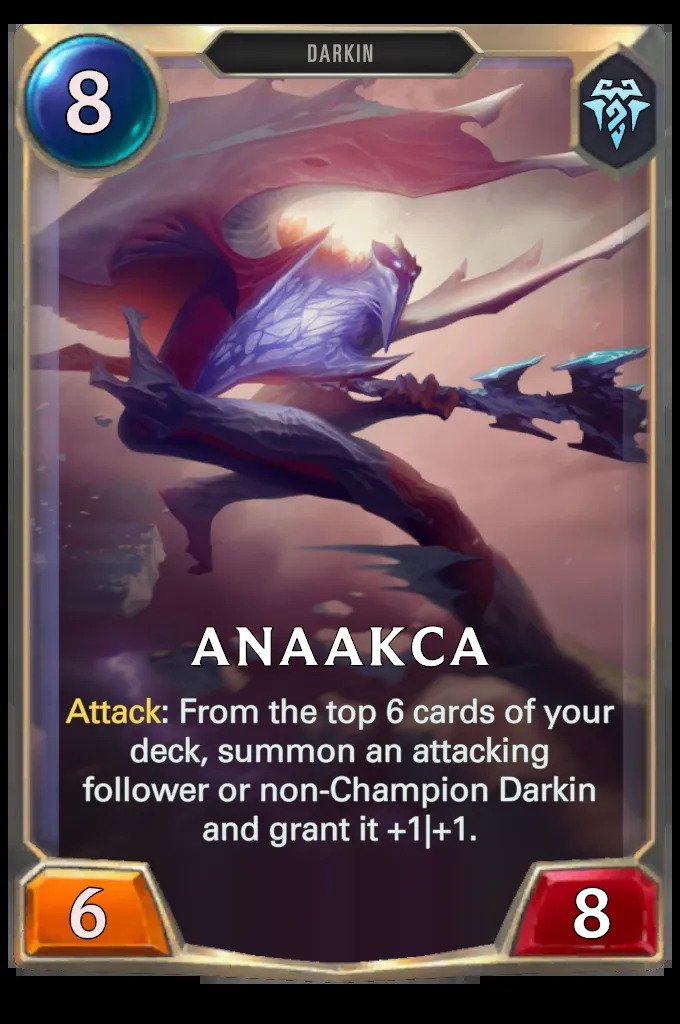 DARKIN
8
ANAAKCA
Attack: From the top 6 cards of your
deck, summon an attacking
follower or non-Champion Darkin
and grant it +1|+1.
6
8